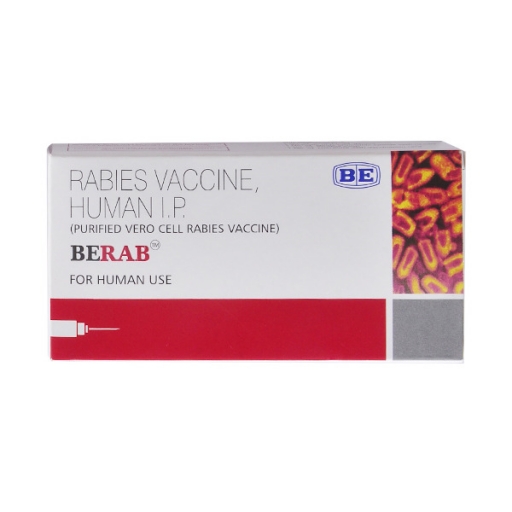 RABIES VACCINE,
HUMAN I.P.
(PURIFIED VERO CELL RABIES VACCINE)
BERAB™
FOR HUMAN USE
BE